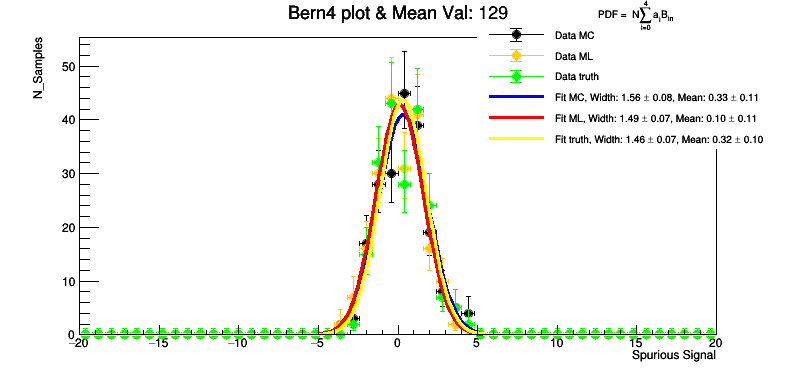 Bern4 plot & Mean Val: 129
PDF = N∑ a_i B_in
4
i=0
Data MC
Data ML
Data truth
Fit MC, Width: 1.56 ± 0.08, Mean: 0.33 ± 0.11
Fit ML, Width: 1.49 ± 0.07, Mean: 0.10 ± 0.11
Fit truth, Width: 1.46 ± 0.07, Mean: 0.32 ± 0.10
N_Samples
50
40
30
20
10
0
−20 −15 −10 −5 0 5 10 15 20
Spurious Signal